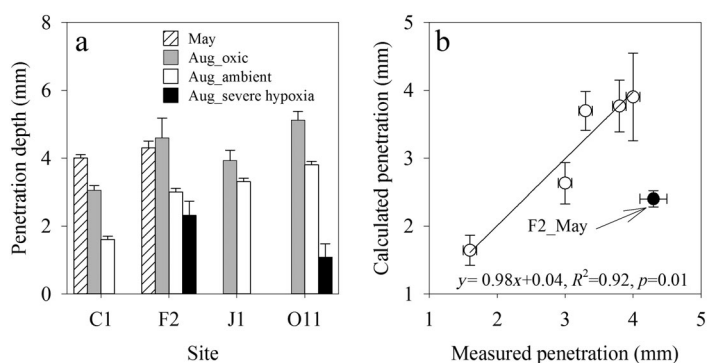 a
May
Aug_oxic
Aug_ambient
Aug_severe hypoxia
Penetration depth (mm)
8
6
4
2
0
C1 F2 J1 O11
Site
b
Calculated penetration (mm)
5
4
3
2
1
F2_May
y= 0.98x+0.04, R²=0.92, p=0.01
1 2 3 4 5
Measured penetration (mm)